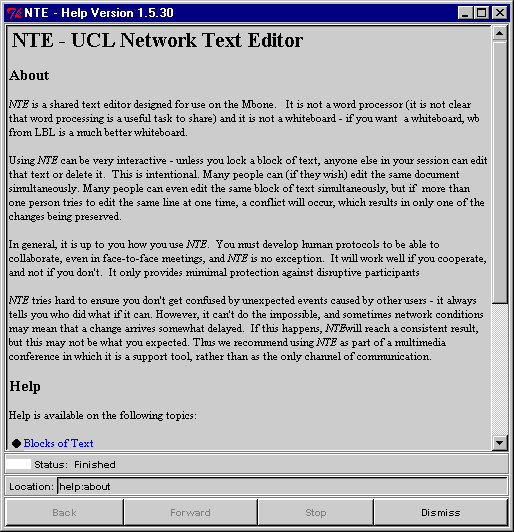 NTE - Help Version 1.5.30
NTE - UCL Network Text Editor
About
NTE is a shared text editor designed for use on the Mbone. It is not a word processor (it is not clear
that word processing is a useful task to share) and it is not a whiteboard - if you want a whiteboard, wb
from LBL is a much better whiteboard.
Using NTE can be very interactive - unless you lock a block of text, anyone else in your session can edit
that text or delete it. This is intentional. Many people can (if they wish) edit the same document
simultaneously. Many people can even edit the same block of text simultaneously, but if more than
one person tries to edit the same line at one time, a conflict will occur, which results in only one of the
changes being preserved.
In general, it is up to you how you use NTE. You must develop human protocols to be able to
collaborate, even in face-to-face meetings, and NTE is no exception. It will work well if you cooperate,
and not if you don't. It only provides mimimal protection against disruptive participants
NTE tries hard to ensure you don't get confused by unexpected events caused by other users - it always
tells you who did what if it can. However, it can't do the impossible, and sometimes network conditions
may mean that a change arrives somewhat delayed. If this happens, NTEwill reach a consistent result,
but this may not be what you expected. Thus we recommend using NTE as part of a multimedia
conference in which it is a support tool, rather than as the only channel of communication.
Help
Help is available on the following topics:
Blocks of Text
Status: Finished
Location: help:about
Back Forward Stop Dismiss